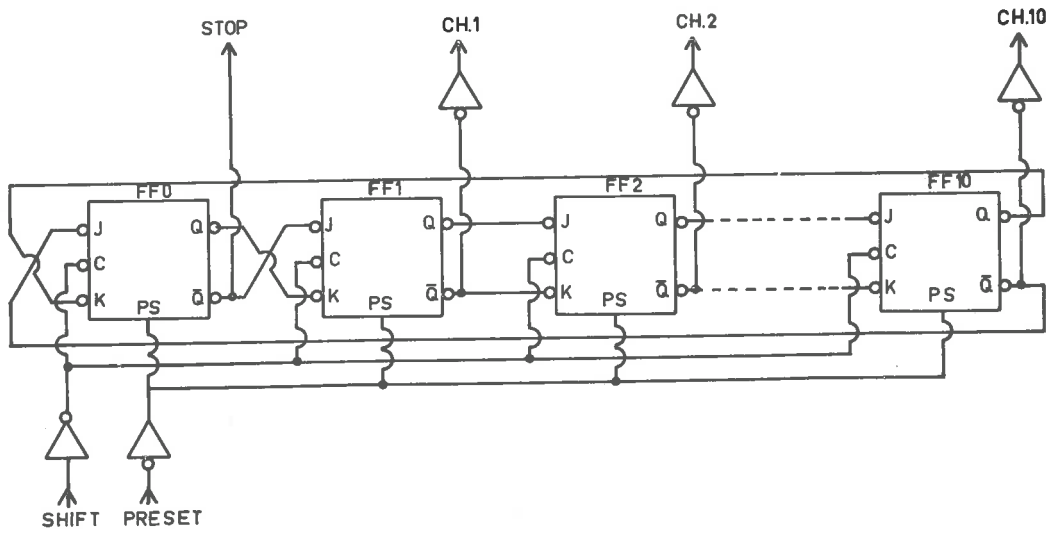 STOP
CH.1
CH.2
CH.10
FF0
FF1
FF2
FF10
J
Q
J
Q
J
Q
J
Q
C
C
C
C
K
PS
Q̅
K
PS
Q̅
K
PS
Q̅
K
PS
Q̅
SHIFT
PRESET